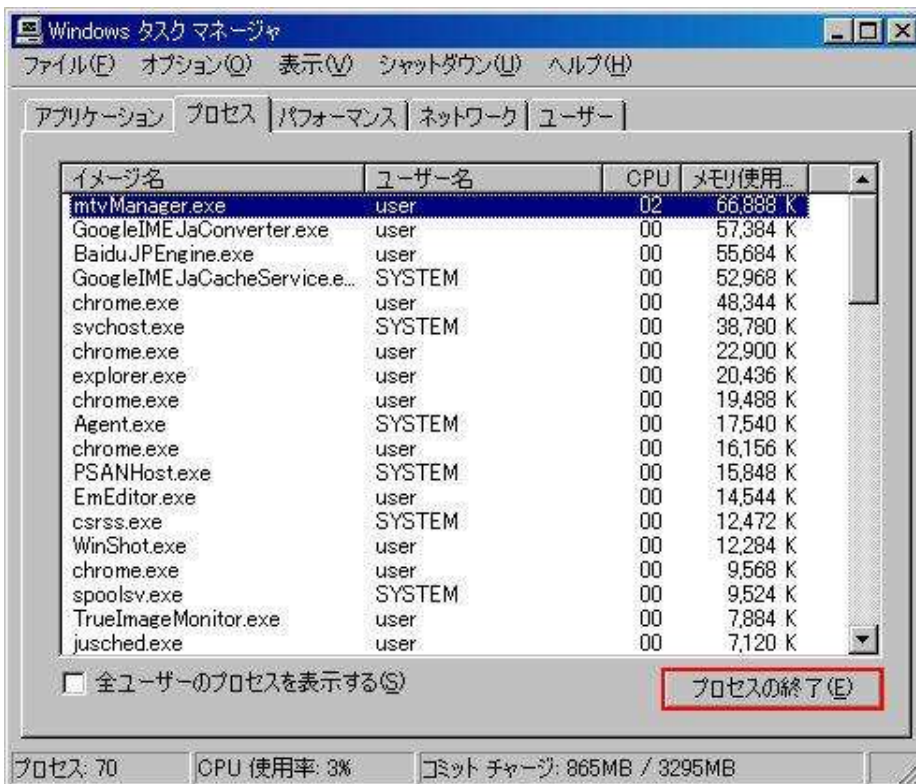 Windows タスク マネージャ
ファイル(F) オプション(O) 表示(V) シャットダウン(U) ヘルプ(H)
アプリケーション プロセス パフォーマンス ネットワーク ユーザー
イメージ名 ユーザー名 CPU メモリ使用...
mtvManager.exe user 02 66,888 K
GoogleIMEJaConverter.exe user 00 57,384 K
BaiduJPEngine.exe user 00 55,684 K
GoogleIMEJaCacheService.e... SYSTEM 00 52,968 K
chrome.exe user 00 48,344 K
svchost.exe SYSTEM 00 38,780 K
chrome.exe user 00 22,900 K
explorer.exe user 00 20,436 K
chrome.exe user 00 19,488 K
Agent.exe SYSTEM 00 17,540 K
chrome.exe user 00 16,156 K
PSANHost.exe SYSTEM 00 15,848 K
EmEditor.exe user 00 14,544 K
csrss.exe SYSTEM 00 12,472 K
WinShot.exe user 00 12,284 K
chrome.exe user 00 9,568 K
spoolsv.exe SYSTEM 00 9,524 K
TrueImageMonitor.exe user 00 7,884 K
jusched.exe user 00 7,120 K
全ユーザーのプロセスを表示する(S) プロセスの終了(E)
プロセス: 70 CPU 使用率: 3% コミット チャージ: 865MB / 3295MB